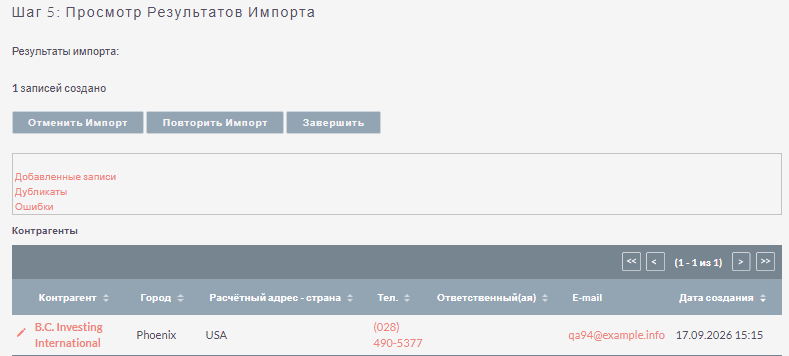 Шаг 5: Просмотр Результатов Импорта
Результаты импорта:
1 записей создано
Отменить Импорт Повторить Импорт Завершить
Добавленные записи
Дубликаты
Ошибки
Контрагенты
<< < (1 - 1 из 1) > >>
Контрагент Город Расчётный адрес - страна Тел. Ответственный(ая) E-mail Дата создания
B.C. Investing International Phoenix USA (028) 490-5377 qa94@example.info 17.09.2026 15:15